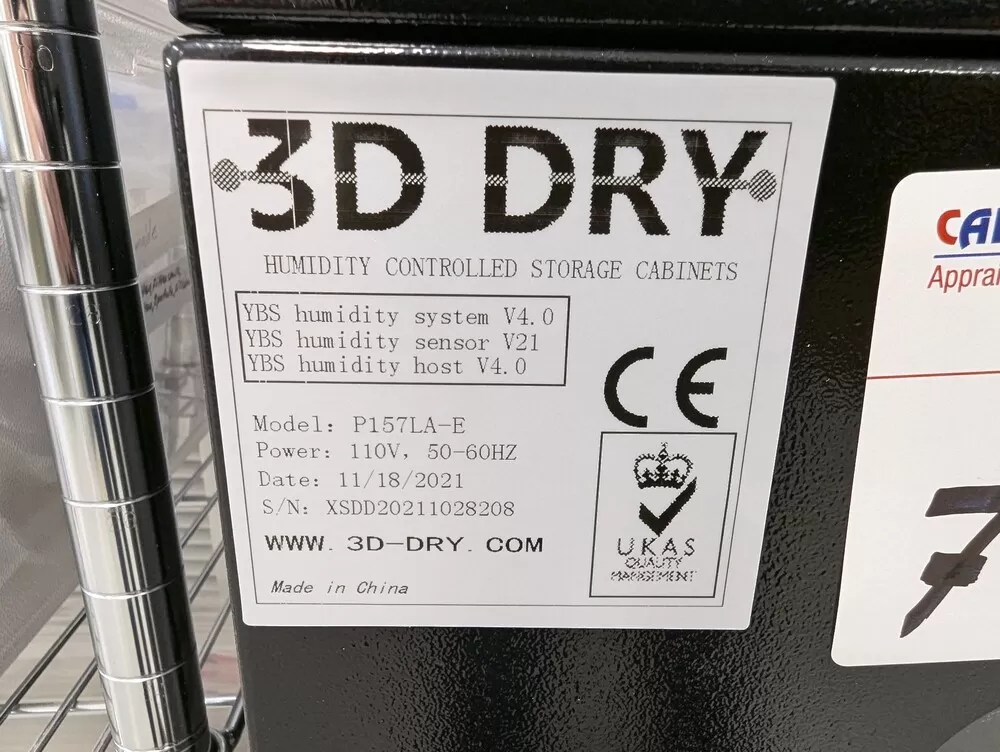 3D DRY
HUMIDITY CONTROLLED STORAGE CABINETS
YBS humidity system V4.0
YBS humidity sensor V21
YBS humidity host V4.0
CE
Model: P157LA-E
Power: 110V, 50-60HZ
Date: 11/18/2021
S/N: XSDD20211028208
WWW. 3D-DRY. COM
Made in China
UKAS
QUALITY
MANAGEMENT
7